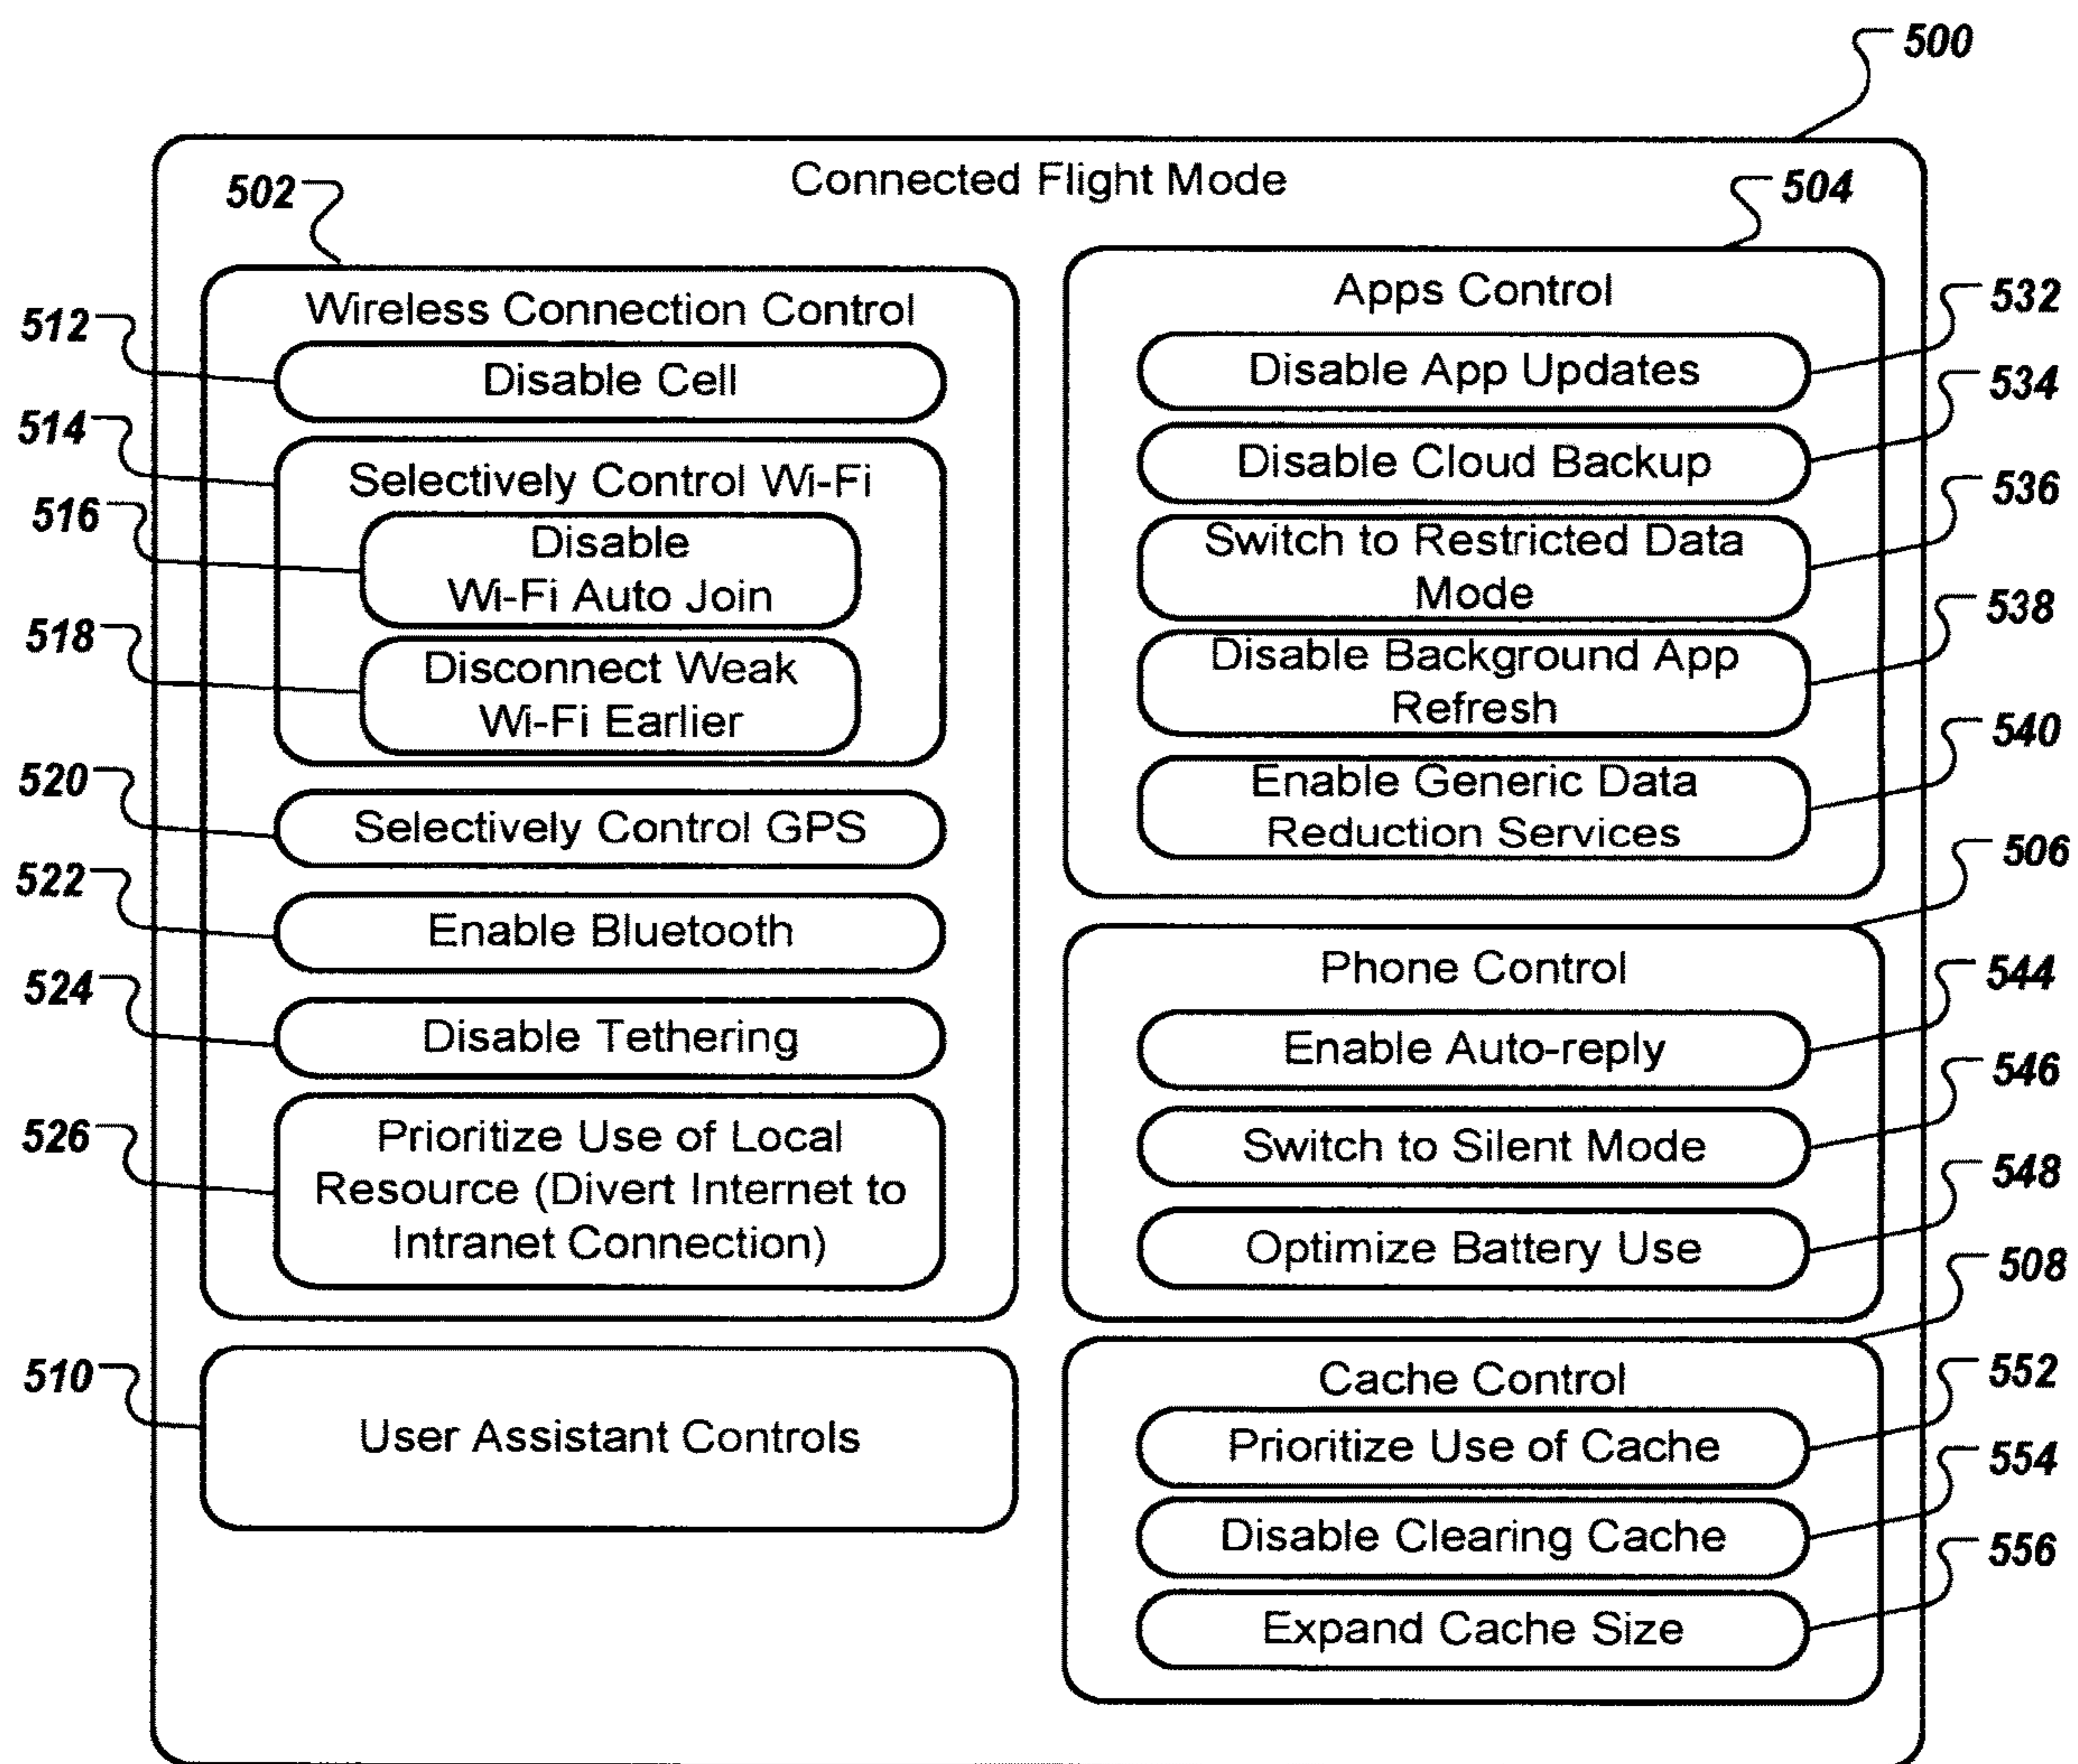 500
Connected Flight Mode
502
Wireless Connection Control
512
Disable Cell
514
Selectively Control Wi-Fi
516
Disable
Wi-Fi Auto Join
518
Disconnect Weak
Wi-Fi Earlier
520
Selectively Control GPS
522
Enable Bluetooth
524
Disable Tethering
526
Prioritize Use of Local
Resource (Divert Internet to
Intranet Connection)
510
User Assistant Controls
504
Apps Control
532
Disable App Updates
534
Disable Cloud Backup
536
Switch to Restricted Data
Mode
538
Disable Background App
Refresh
540
Enable Generic Data
Reduction Services
506
Phone Control
544
Enable Auto-reply
546
Switch to Silent Mode
548
Optimize Battery Use
508
Cache Control
552
Prioritize Use of Cache
554
Disable Clearing Cache
556
Expand Cache Size